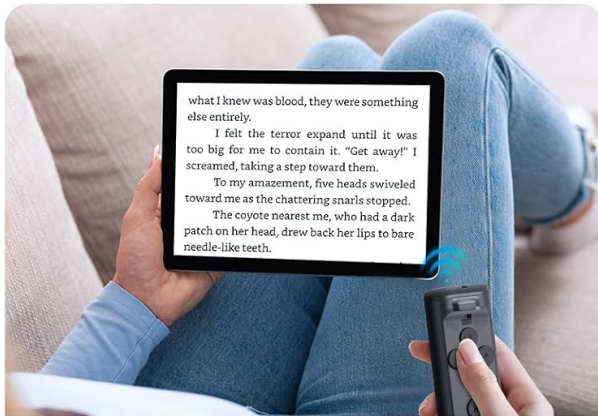 what I knew was blood, they were something
else entirely.
I felt the terror expand until it was
too big for me to contain it. “Get away!” I
screamed, taking a step toward them.
To my amazement, five heads swiveled
toward me as the chattering snarls stopped.
The coyote nearest me, who had a dark
patch on her head, drew back her lips to bare
needle-like teeth.